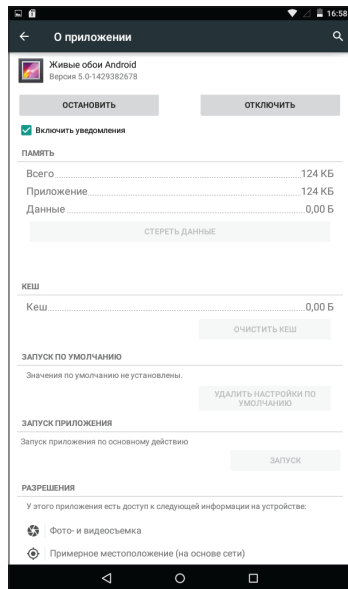 16:58
О приложении
Живые обои Android
Версия 5.0-1429382678
ОСТАНОВИТЬ
ОТКЛЮЧИТЬ
Включить уведомления
ПАМЯТЬ
Всего 124 КБ
Приложение 124 КБ
Данные 0,00 Б
СТЕРЕТЬ ДАННЫЕ
КЕШ
Кеш 0,00 Б
ОЧИСТИТЬ КЕШ
ЗАПУСК ПО УМОЛЧАНИЮ
Значения по умолчанию не установлены.
УДАЛИТЬ НАСТРОЙКИ ПО
УМОЛЧАНИЮ
ЗАПУСК ПРИЛОЖЕНИЯ
Запуск приложения по основному действию
ЗАПУСК
РАЗРЕШЕНИЯ
У этого приложения есть доступ к следующей информации на устройстве:
Фото- и видеосъемка
Примерное местоположение (на основе сети)